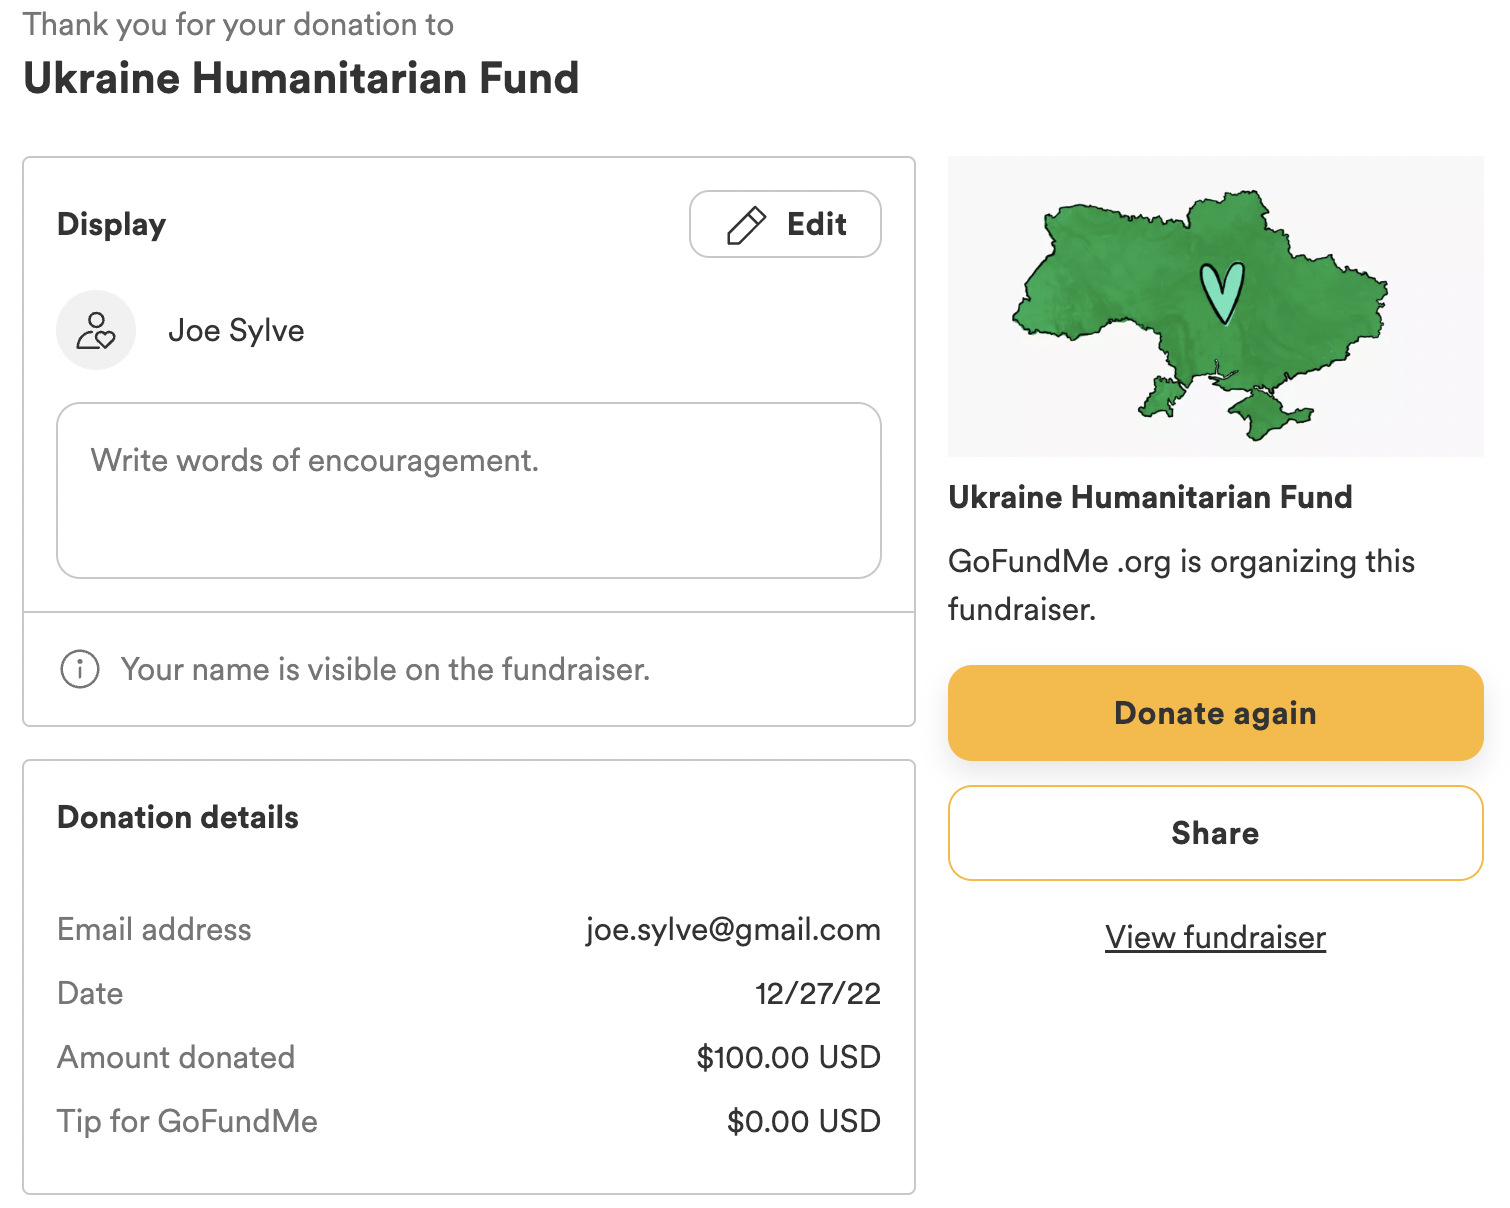 Thank you for your donation to
Ukraine Humanitarian Fund
Display
Edit
Joe Sylve
Write words of encouragement.
Your name is visible on the fundraiser.
Donation details
Email address joe.sylve@gmail.com
Date 12/27/22
Amount donated $100.00 USD
Tip for GoFundMe $0.00 USD
Ukraine Humanitarian Fund
GoFundMe .org is organizing this
fundraiser.
Donate again
Share
View fundraiser